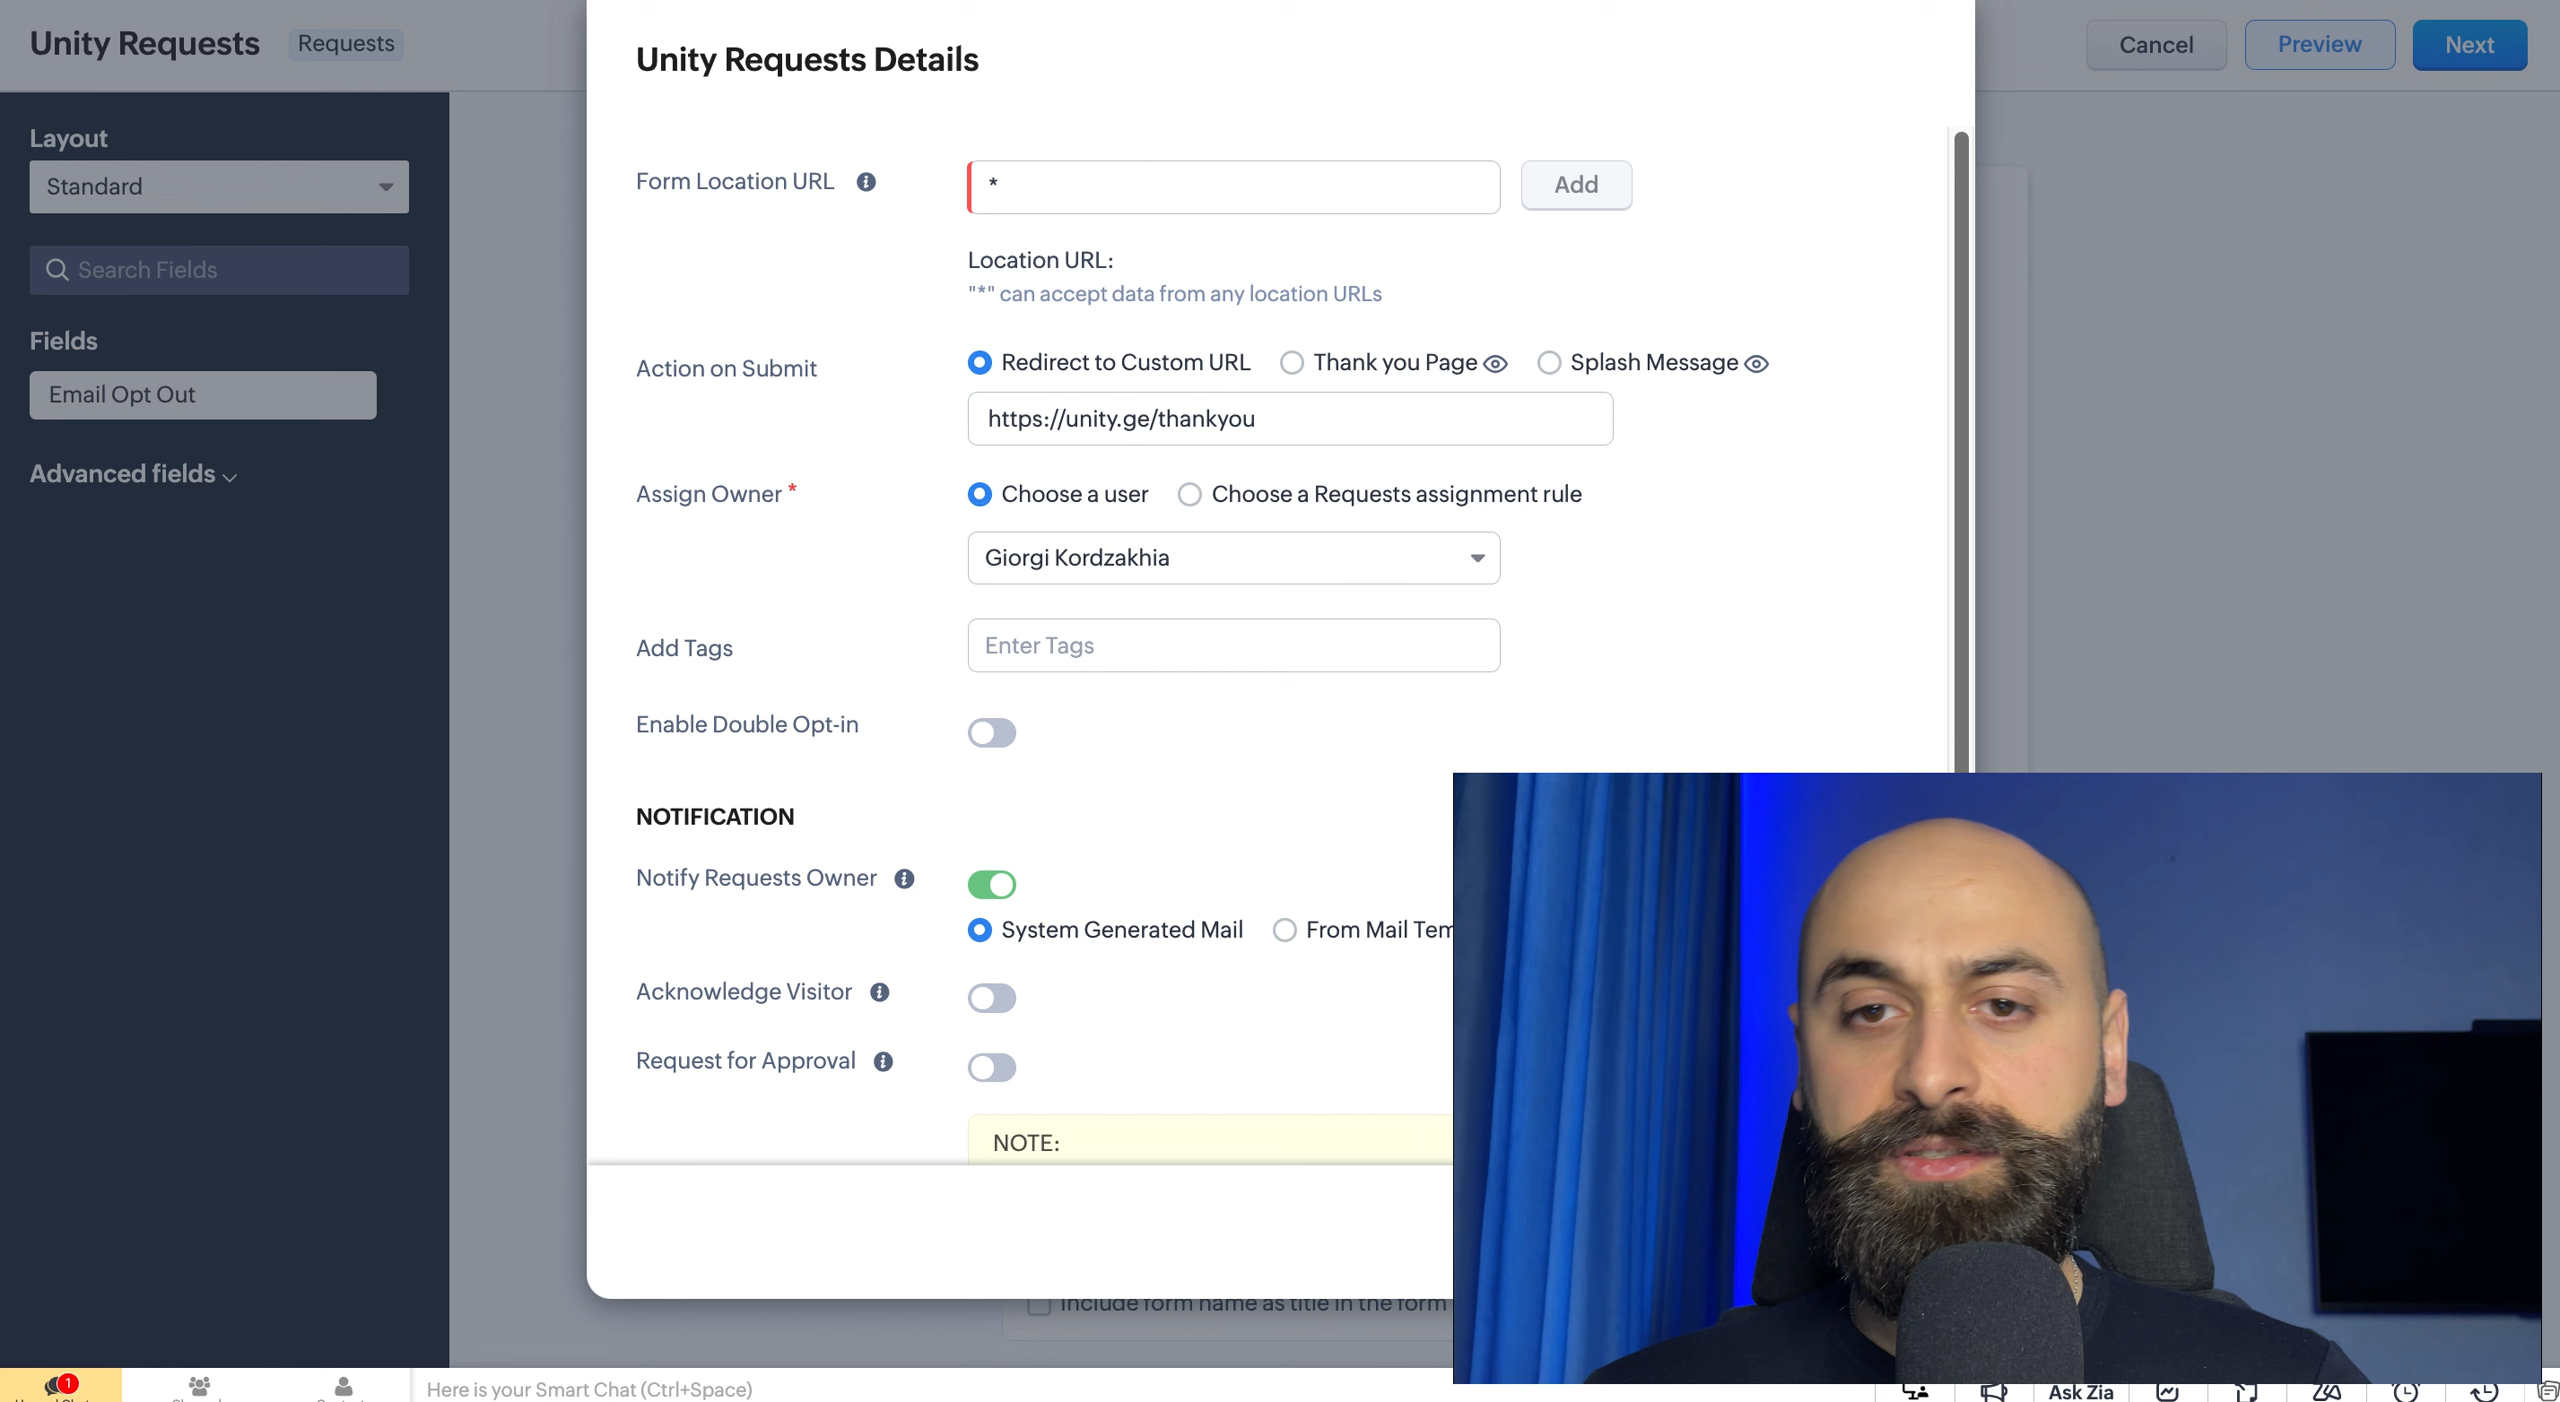 Unity Requests
Requests
Cancel
Preview
Next
Layout
Standard
Search Fields
Fields
Email Opt Out
Advanced fields
Unity Requests Details
Form Location URL
*
Add
Location URL:
"*" can accept data from any location URLs
Action on Submit
Redirect to Custom URL
Thank you Page
Splash Message
https://unity.ge/thankyou
Assign Owner *
Choose a user
Choose a Requests assignment rule
Giorgi Kordzakhia
Add Tags
Enter Tags
Enable Double Opt-in
NOTIFICATION
Notify Requests Owner
System Generated Mail
From Mail Tem
Acknowledge Visitor
Request for Approval
NOTE:
Include form name as title in the form
1
Here is your Smart Chat (Ctrl+Space)
Ask Zia